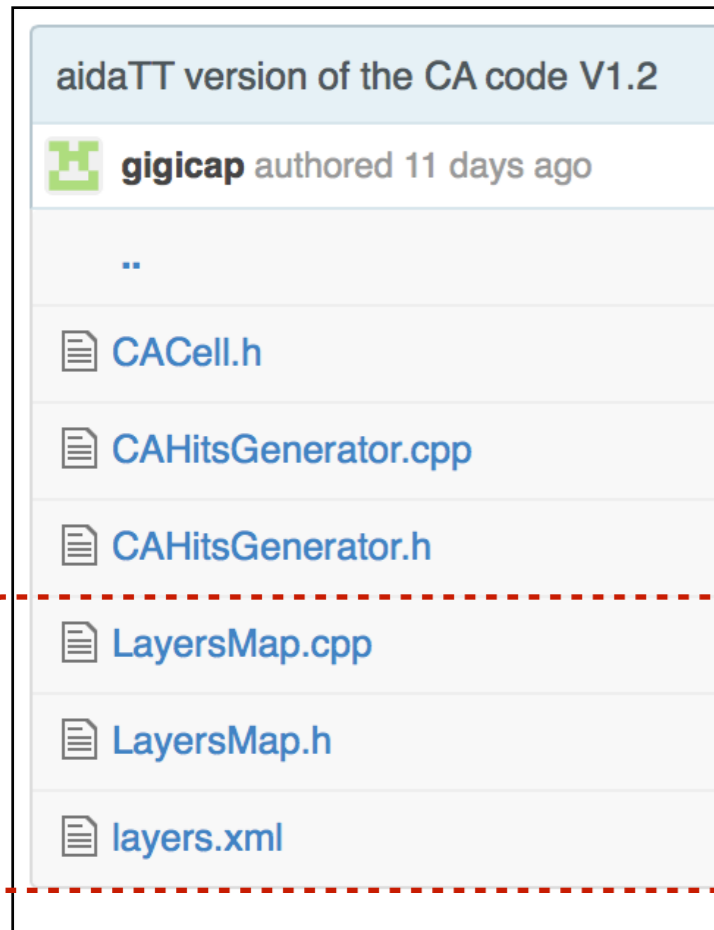 aidaTT version of the CA code V1.2
gigicap authored 11 days ago
..
CACell.h
CAHitsGenerator.cpp
CAHitsGenerator.h
LayersMap.cpp
LayersMap.h
layers.xml